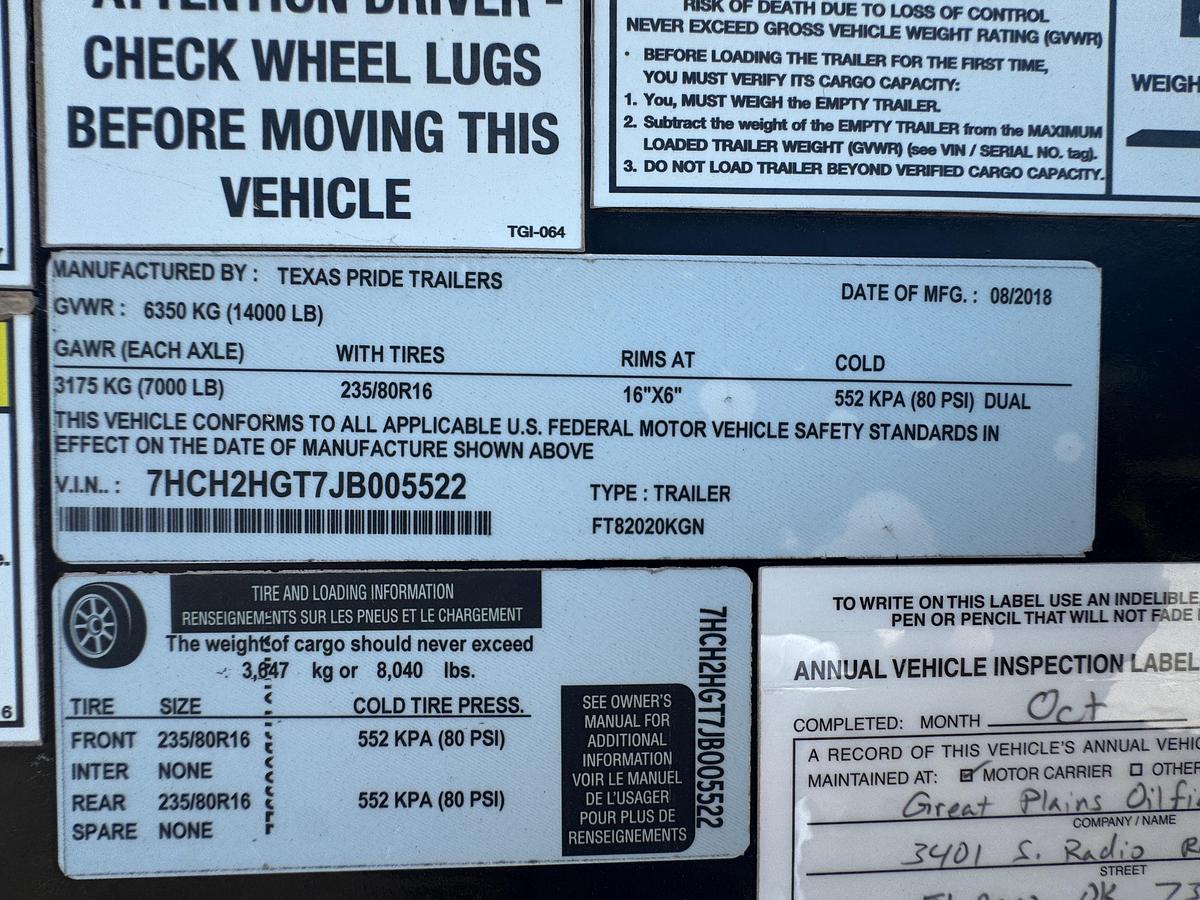 ATTENTION DRIVER -
CHECK WHEEL LUGS
BEFORE MOVING THIS
VEHICLE
TGI-064
RISK OF DEATH DUE TO LOSS OF CONTROL
NEVER EXCEED GROSS VEHICLE WEIGHT RATING (GVWR)
· BEFORE LOADING THE TRAILER FOR THE FIRST TIME,
YOU MUST VERIFY ITS CARGO CAPACITY:
1. You, MUST WEIGH the EMPTY TRAILER.
2. Subtract the weight of the EMPTY TRAILER from the MAXIMUM
LOADED TRAILER WEIGHT (GVWR) (see VIN / SERIAL NO. tag).
3. DO NOT LOAD TRAILER BEYOND VERIFIED CARGO CAPACITY.
WEIGH
MANUFACTURED BY : TEXAS PRIDE TRAILERS
DATE OF MFG. : 08/2018
GVWR : 6350 KG (14000 LB)
GAWR (EACH AXLE) WITH TIRES RIMS AT COLD
3175 KG (7000 LB) 235/80R16 16"X6" 552 KPA (80 PSI) DUAL
THIS VEHICLE CONFORMS TO ALL APPLICABLE U.S. FEDERAL MOTOR VEHICLE SAFETY STANDARDS IN
EFFECT ON THE DATE OF MANUFACTURE SHOWN ABOVE
V.I.N.. : 7HCH2HGT7JB005522 TYPE : TRAILER
FT82020KGN
TIRE AND LOADING INFORMATION
RENSEIGNEMENTS SUR LES PNEUS ET LE CHARGEMENT
The weight of cargo should never exceed
3,647 kg or 8,040 lbs.
TIRE SIZE COLD TIRE PRESS.
FRONT 235/80R16 552 KPA (80 PSI)
INTER NONE
REAR 235/80R16 552 KPA (80 PSI)
SPARE NONE
SEE OWNER'S
MANUAL FOR
ADDITIONAL
INFORMATION
VOIR LE MANUEL
DE L'USAGER
POUR PLUS DE
RENSEIGNEMENTS
7HCH2HGT7JB005522
TO WRITE ON THIS LABEL USE AN INDELIBLE
PEN OR PENCIL THAT WILL NOT FADE
ANNUAL VEHICLE INSPECTION LABEL
COMPLETED: MONTH Oct
A RECORD OF THIS VEHICLE'S ANNUAL VEHIC
MAINTAINED AT: MOTOR CARRIER OTHER
Great Plains Oilfi
COMPANY / NAME
3401 S. Radio R
STREET
OK 73
6